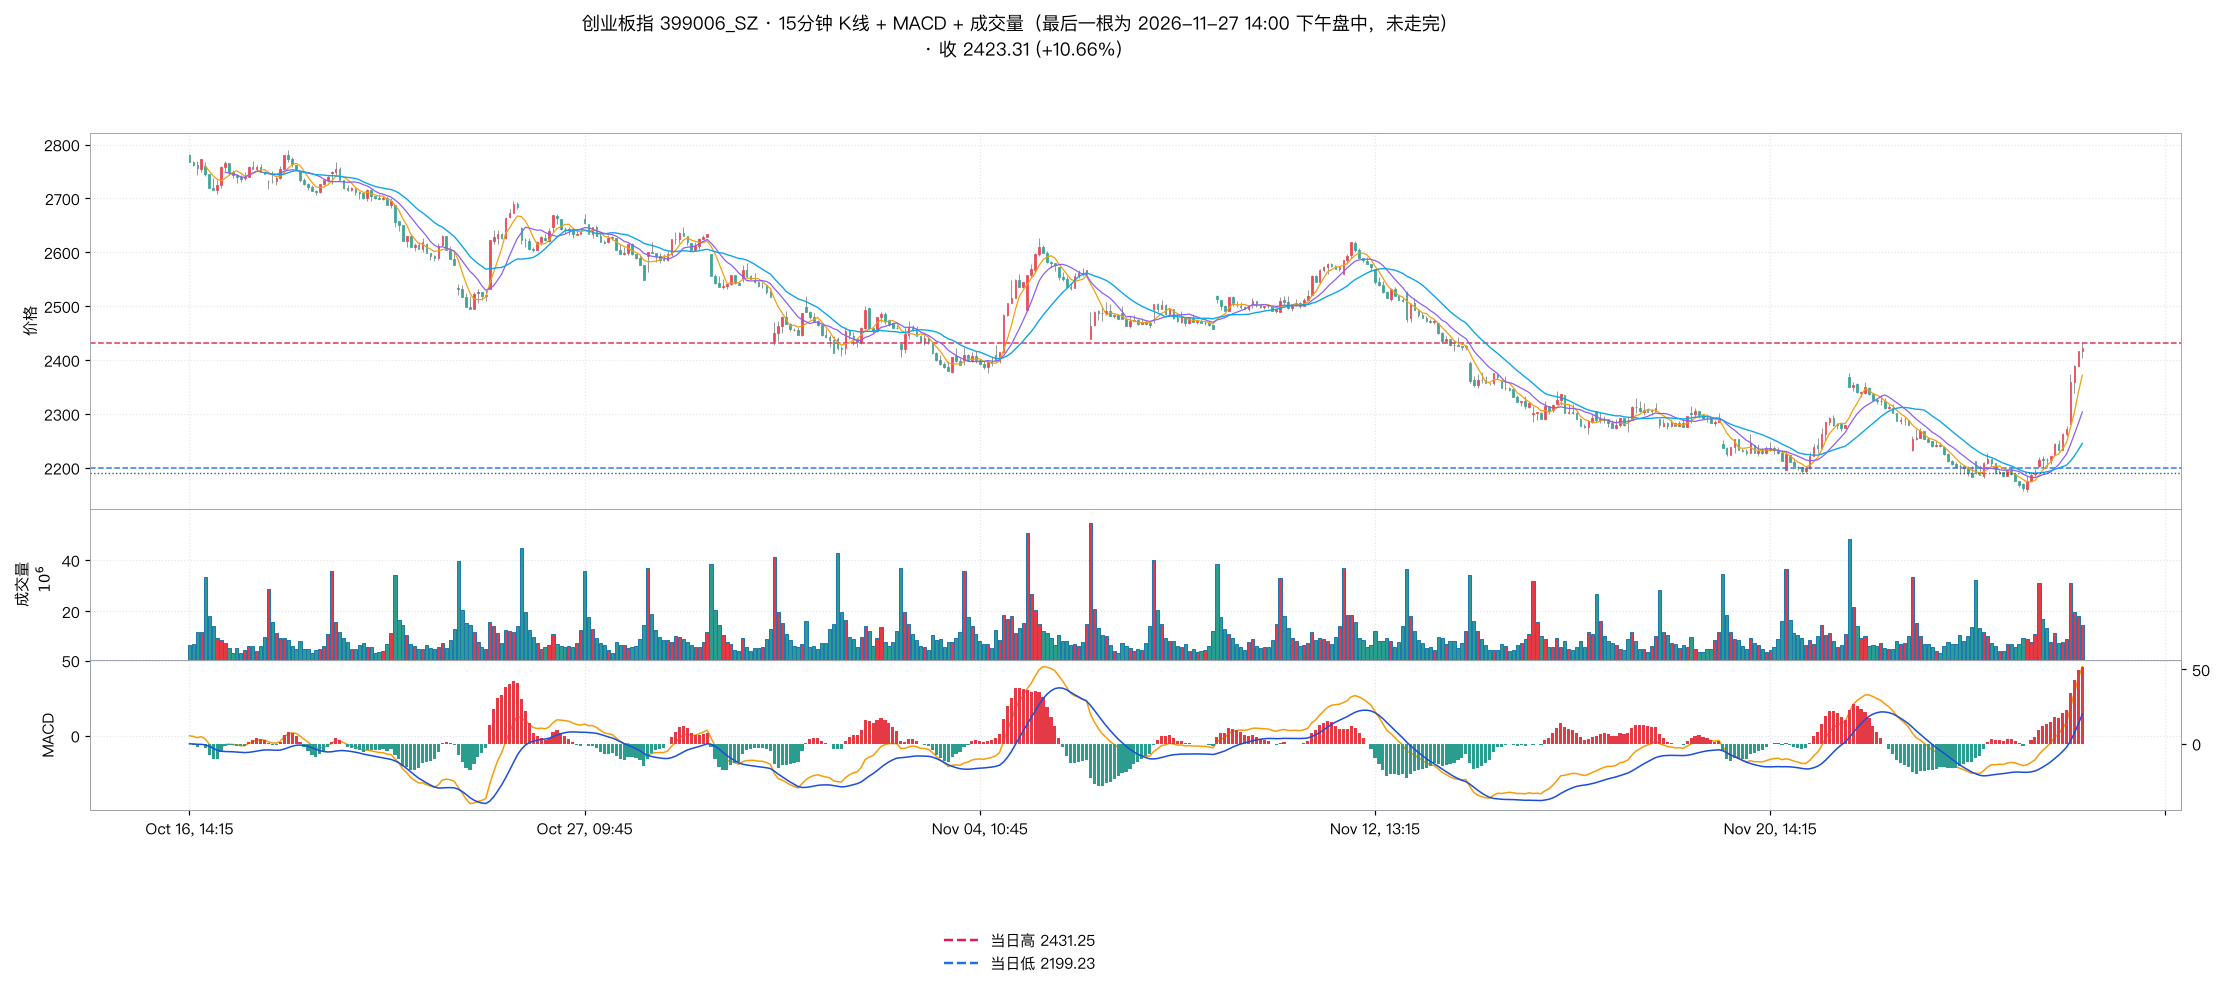 创业板指 399006_SZ · 15分钟 K线 + MACD + 成交量（最后一根为 2026−11−27 14:00 下午盘中，未走完）
· 收 2423.31 (+10.66%)
价格
2800
2700
2600
2500
2400
2300
2200
成交量
10⁶
40
20
MACD
50
0
50
0
Oct 16, 14:15
Oct 27, 09:45
Nov 04, 10:45
Nov 12, 13:15
Nov 20, 14:15
当日高 2431.25
当日低 2199.23